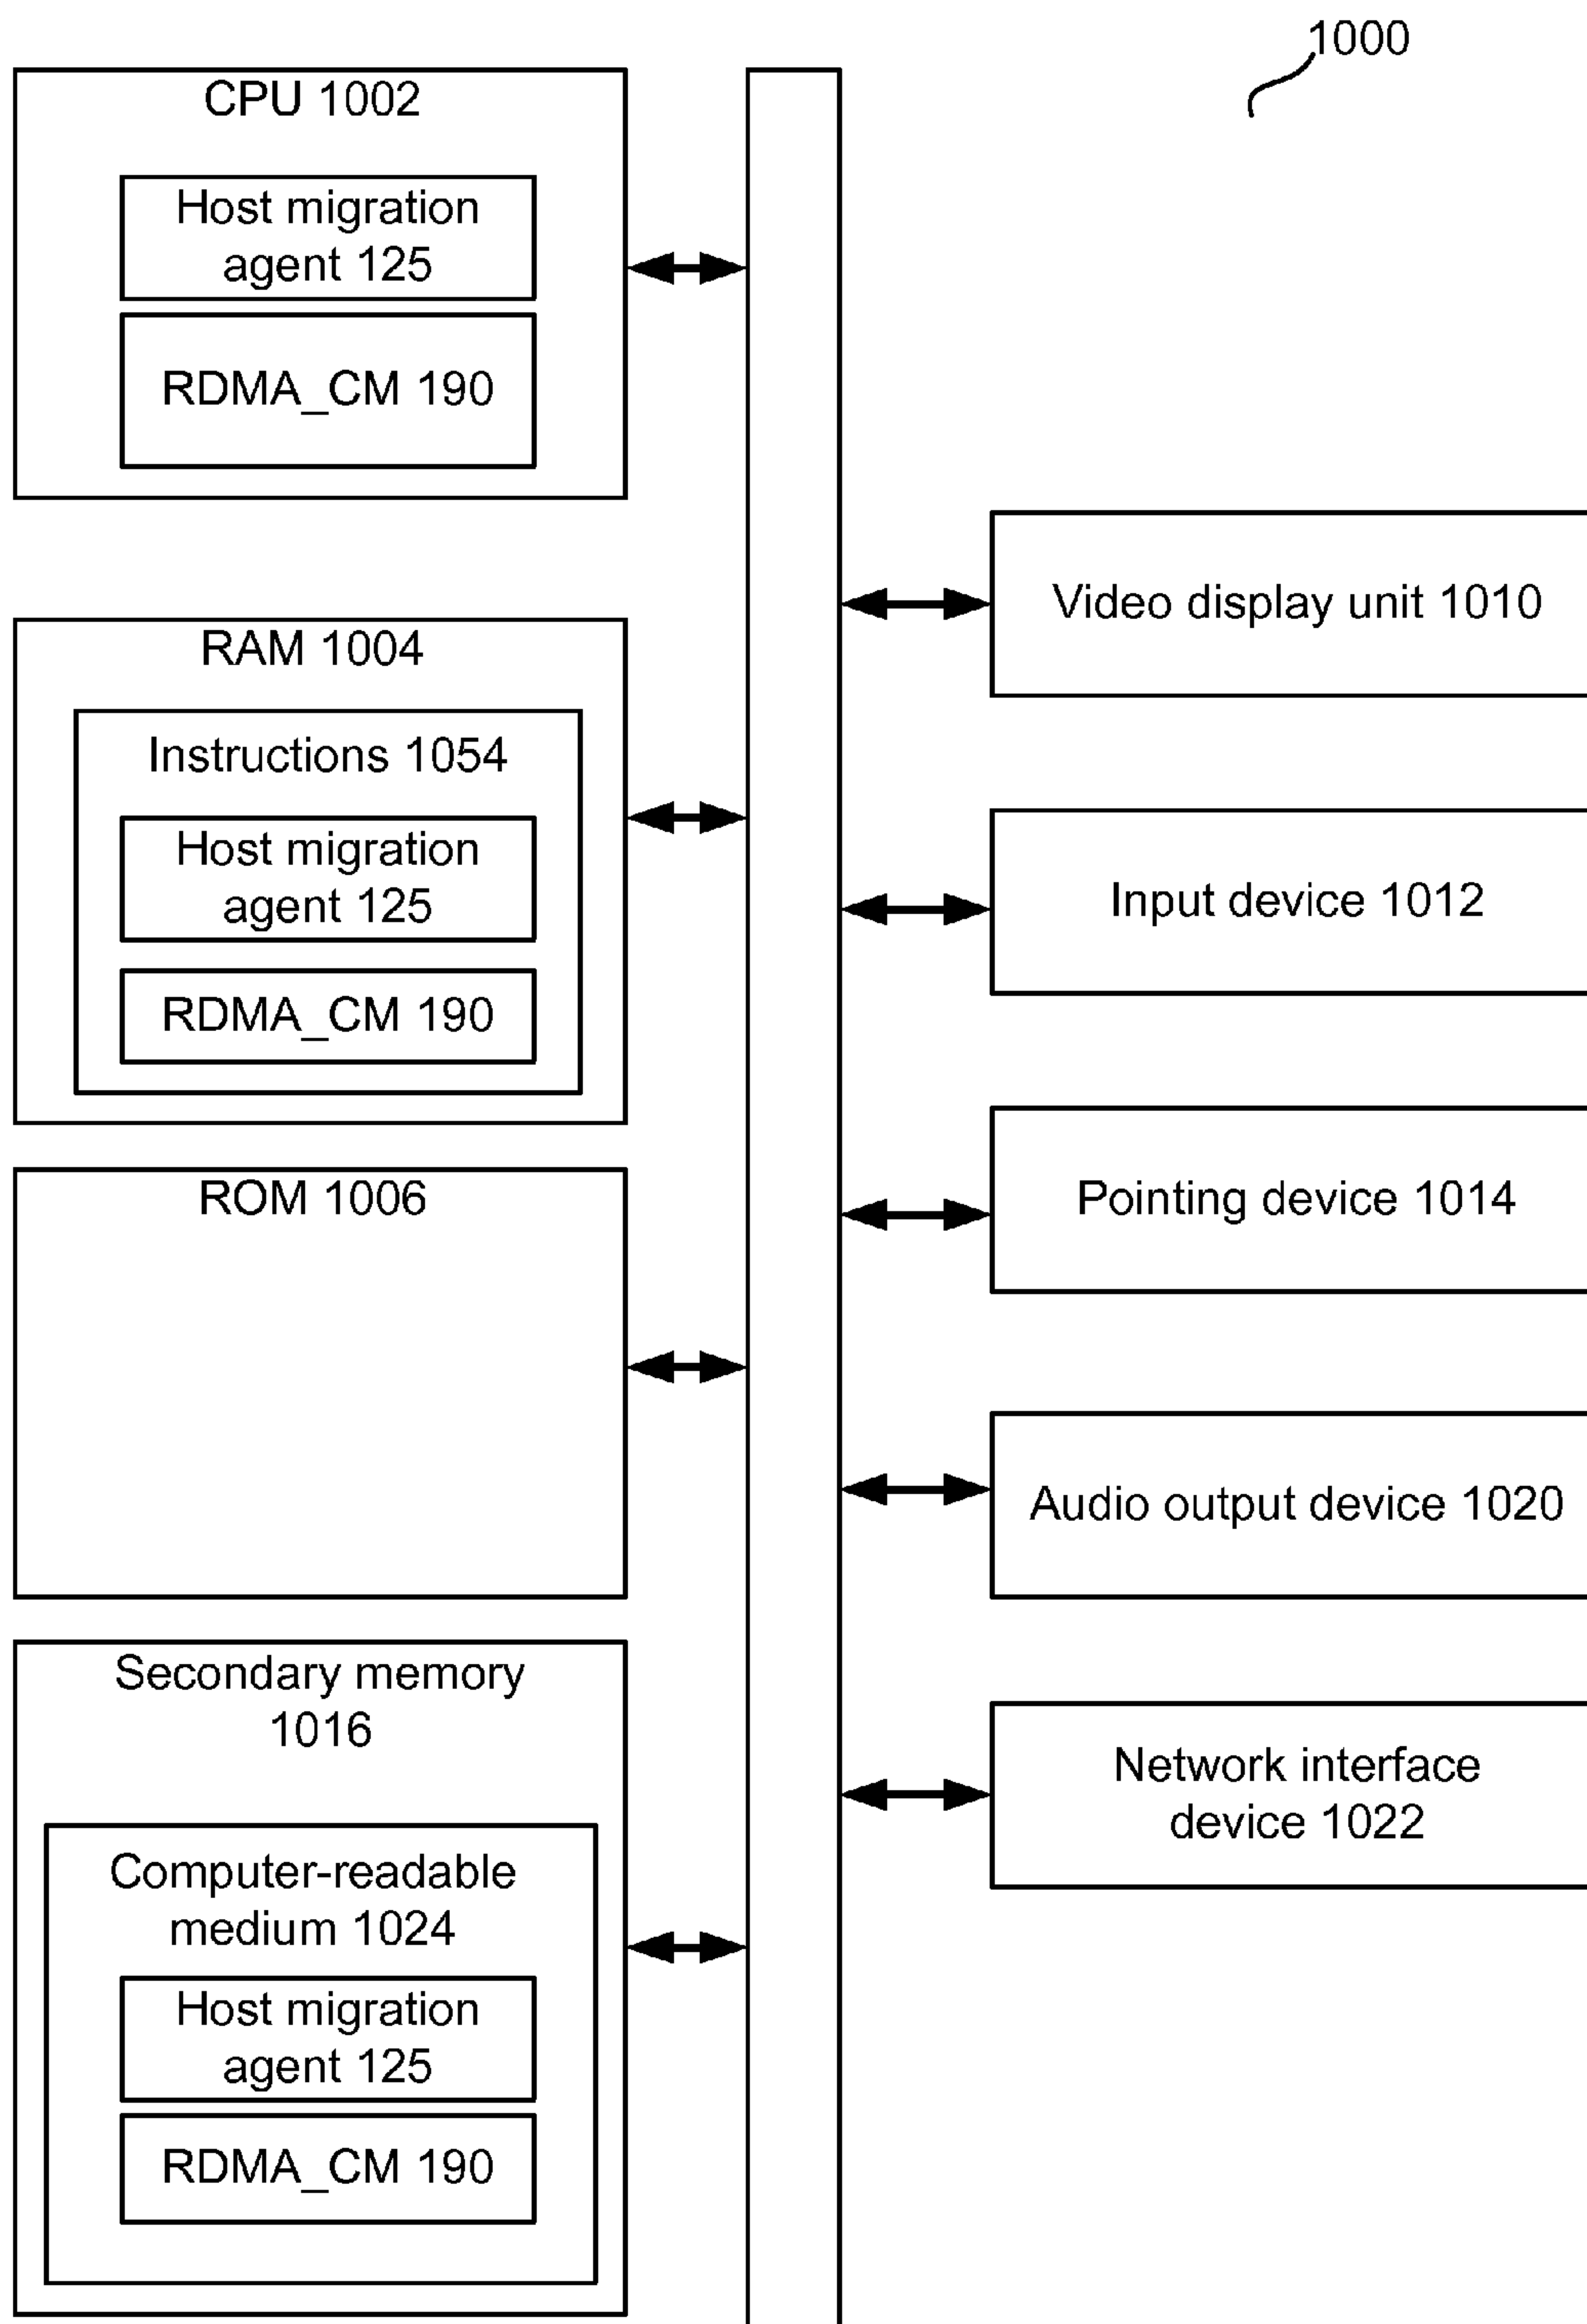 1000
CPU 1002
Host migration
agent 125
RDMA_CM 190
RAM 1004
Instructions 1054
Host migration
agent 125
RDMA_CM 190
ROM 1006
Secondary memory
1016
Computer-readable
medium 1024
Host migration
agent 125
RDMA_CM 190
Video display unit 1010
Input device 1012
Pointing device 1014
Audio output device 1020
Network interface
device 1022